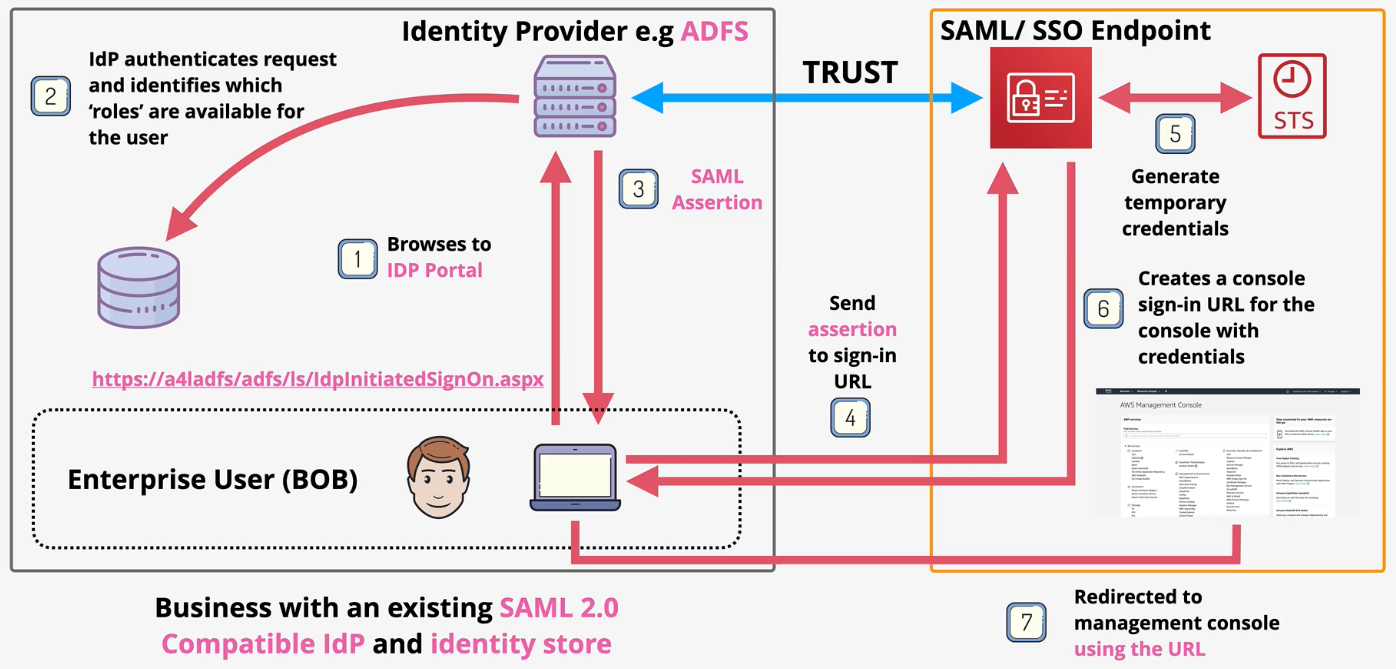 Identity Provider e.g ADFS
SAML/ SSO Endpoint
2
IdP authenticates request
and identifies which
‘roles’ are available for
the user
TRUST
STS
5
Generate
temporary
credentials
3
SAML
Assertion
1
Browses to
IDP Portal
6
Creates a console
sign-in URL for the
console with
credentials
Send
assertion
to sign-in
URL
4
https://a4ladfs/adfs/ls/IdpInitiatedSignOn.aspx
AWS Management Console
AWS services
Explore AWS
Enterprise User (BOB)
Business with an existing SAML 2.0
Compatible IdP and identity store
7
Redirected to
management console
using the URL